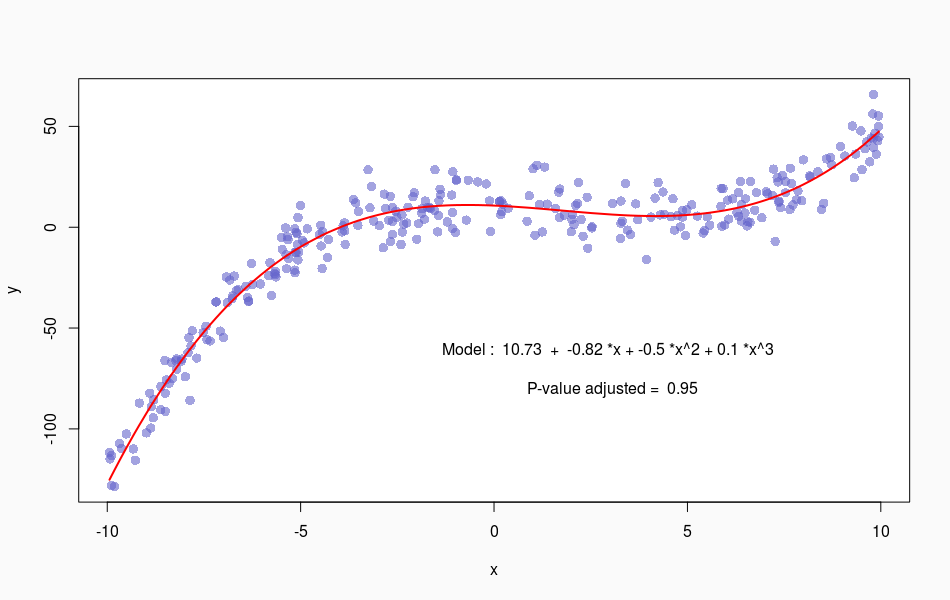 50
0
-50
-100
y
Model : 10.73 + -0.82 *x + -0.5 *x^2 + 0.1 *x^3
P-value adjusted = 0.95
-10 -5 0 5 10
x